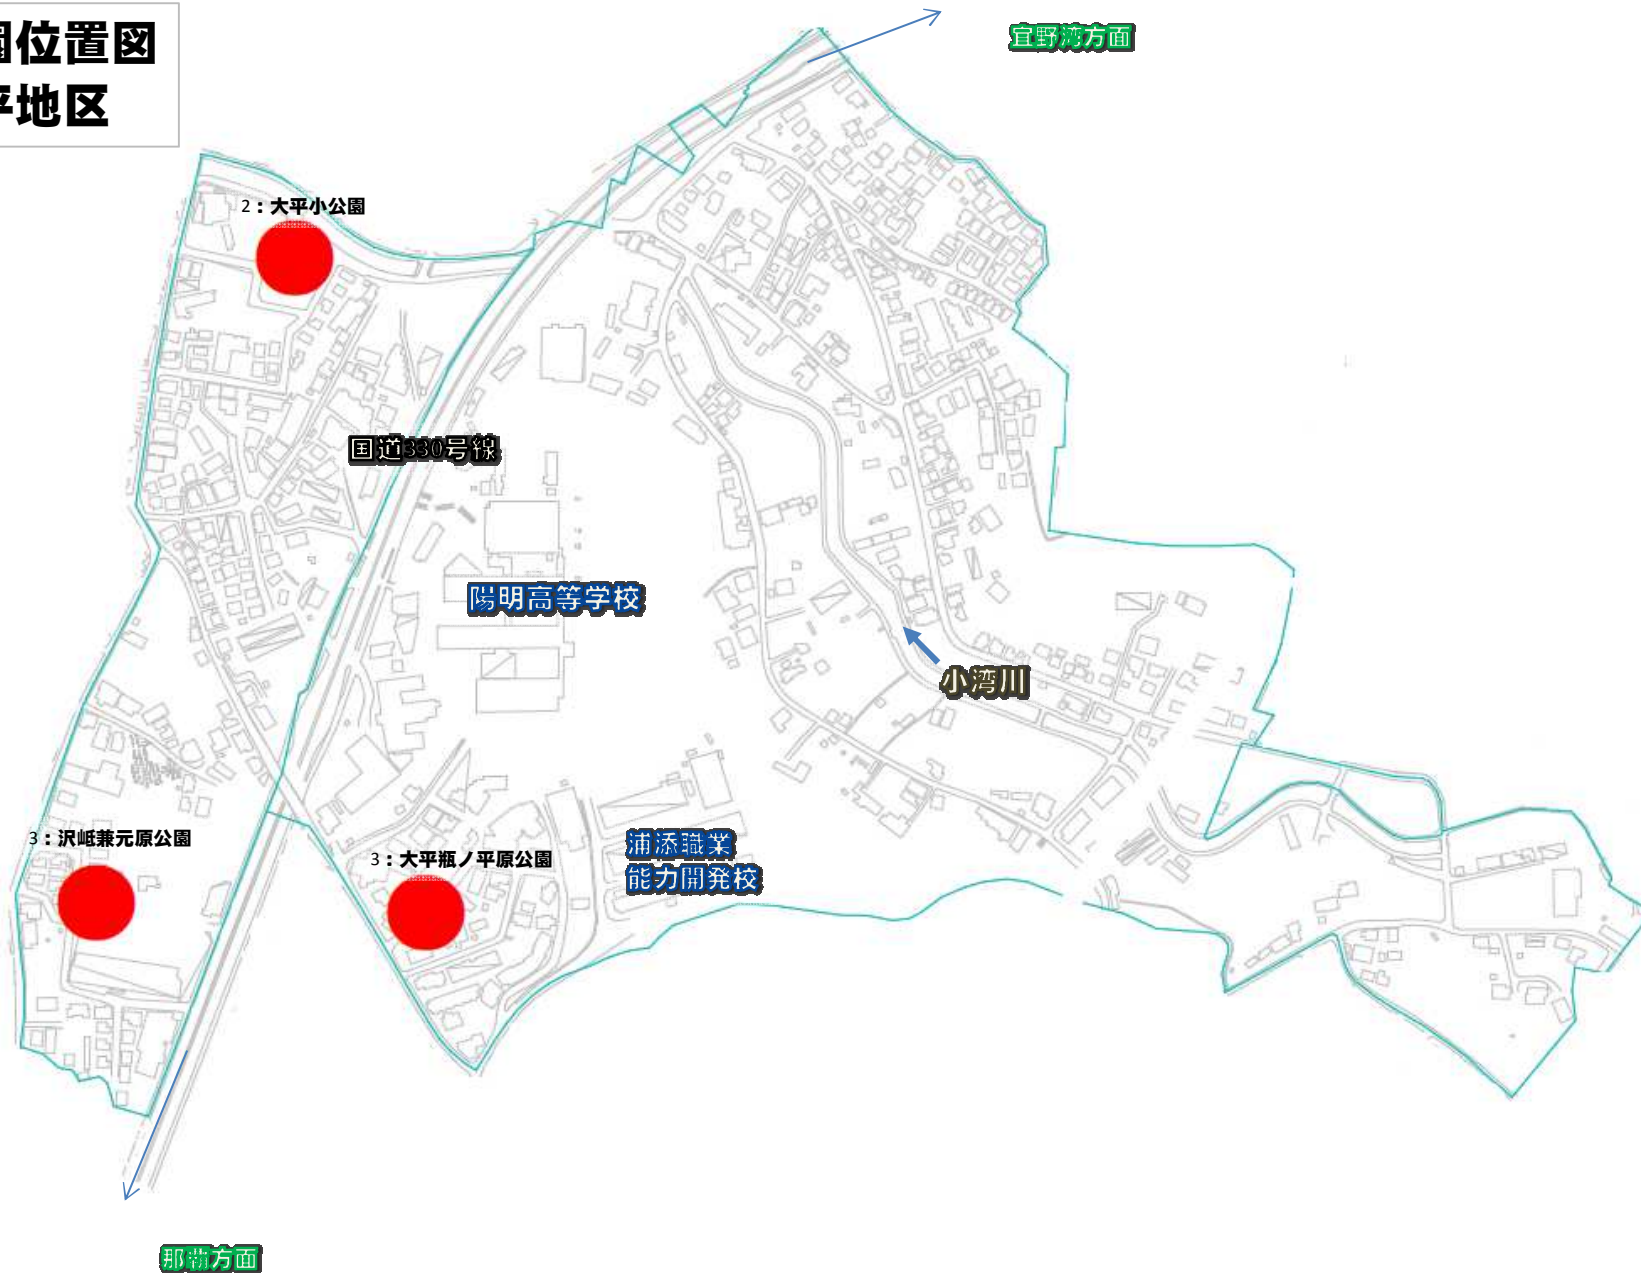 園位置図
平地区
宜野湾方面
2：大平小公園
国道330号線
陽明高等学校
小湾川
3：沢岻兼元原公園
3：大平瓶ノ平原公園
浦添職業
能力開発校
那覇方面